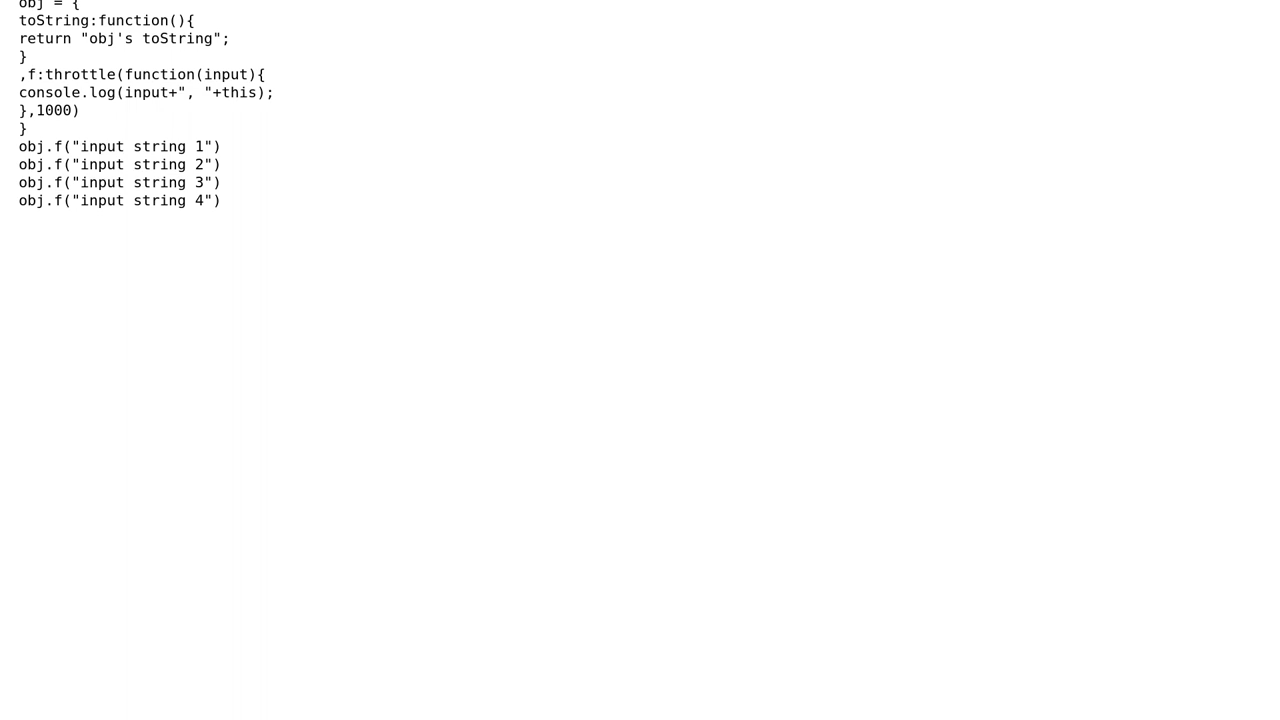 obj = {
toString:function(){
return "obj's toString";
}
,f:throttle(function(input){
console.log(input+", "+this);
},1000)
}
obj.f("input string 1")
obj.f("input string 2")
obj.f("input string 3")
obj.f("input string 4")